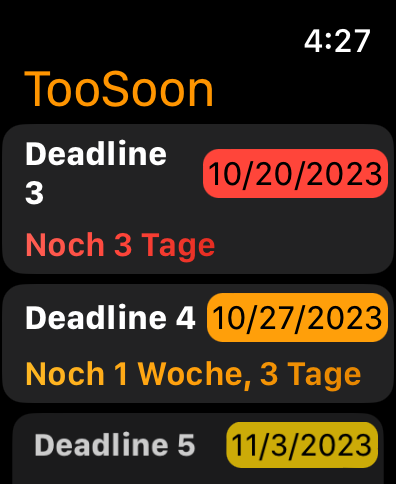 4:27
TooSoon
Deadline
3
10/20/2023
Noch 3 Tage
Deadline 4 10/27/2023
Noch 1 Woche, 3 Tage
Deadline 5 11/3/2023